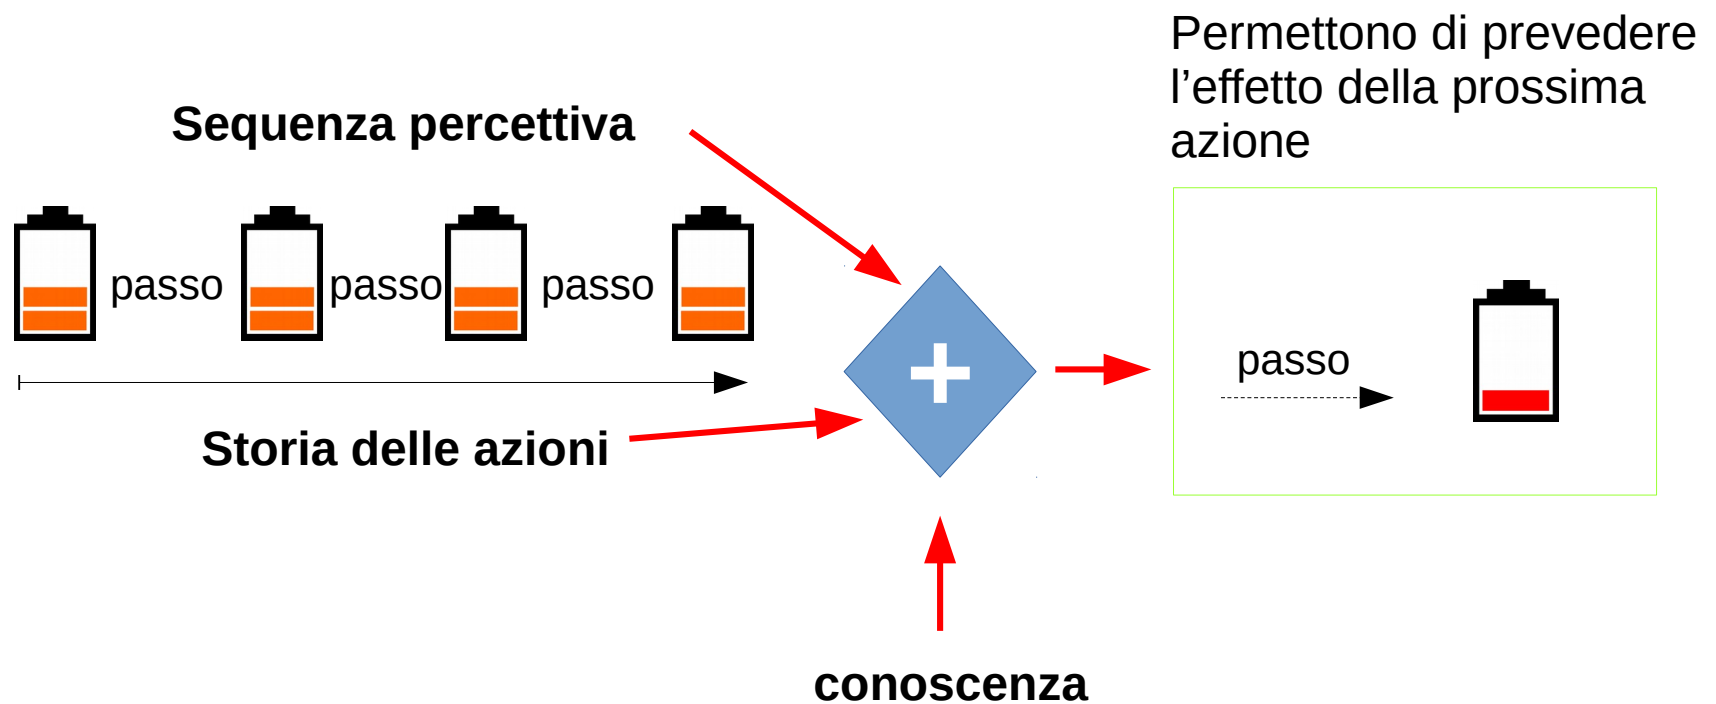 Permettono di prevedere
l’effetto della prossima
azione
Sequenza percettiva
passo passo passo
passo
Storia delle azioni
conoscenza